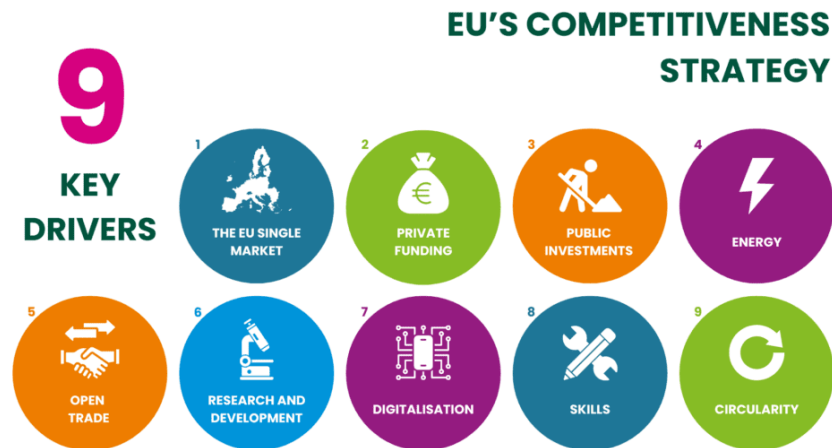 EU'S COMPETITIVENESS
STRATEGY
9
KEY
DRIVERS
1
THE EU SINGLE
MARKET
2
€
PRIVATE
FUNDING
3
PUBLIC
INVESTMENTS
4
ENERGY
5
OPEN
TRADE
6
RESEARCH AND
DEVELOPMENT
7
DIGITALISATION
8
SKILLS
9
CIRCULARITY